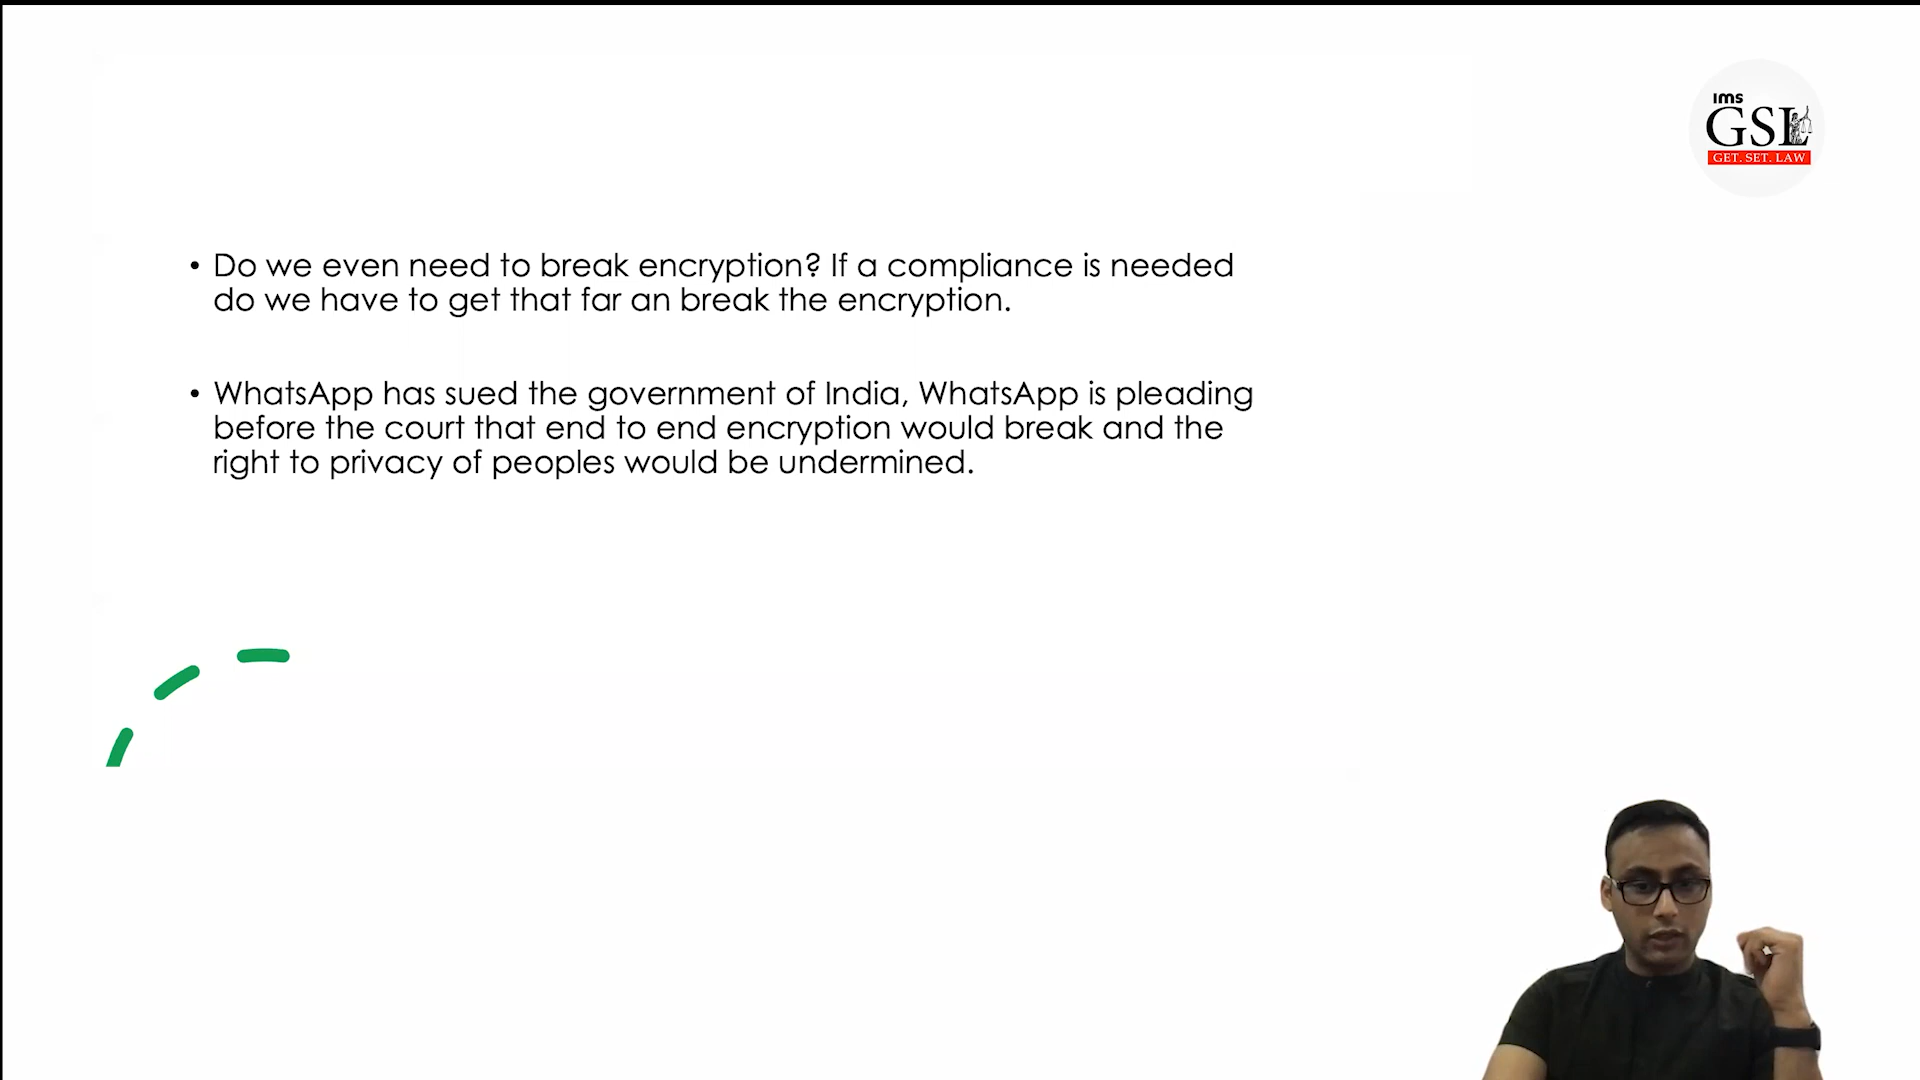 ims
GSL
GET. SET. LAW
• Do we even need to break encryption? If a compliance is needed
do we have to get that far an break the encryption.
• WhatsApp has sued the government of India, WhatsApp is pleading
before the court that end to end encryption would break and the
right to privacy of peoples would be undermined.